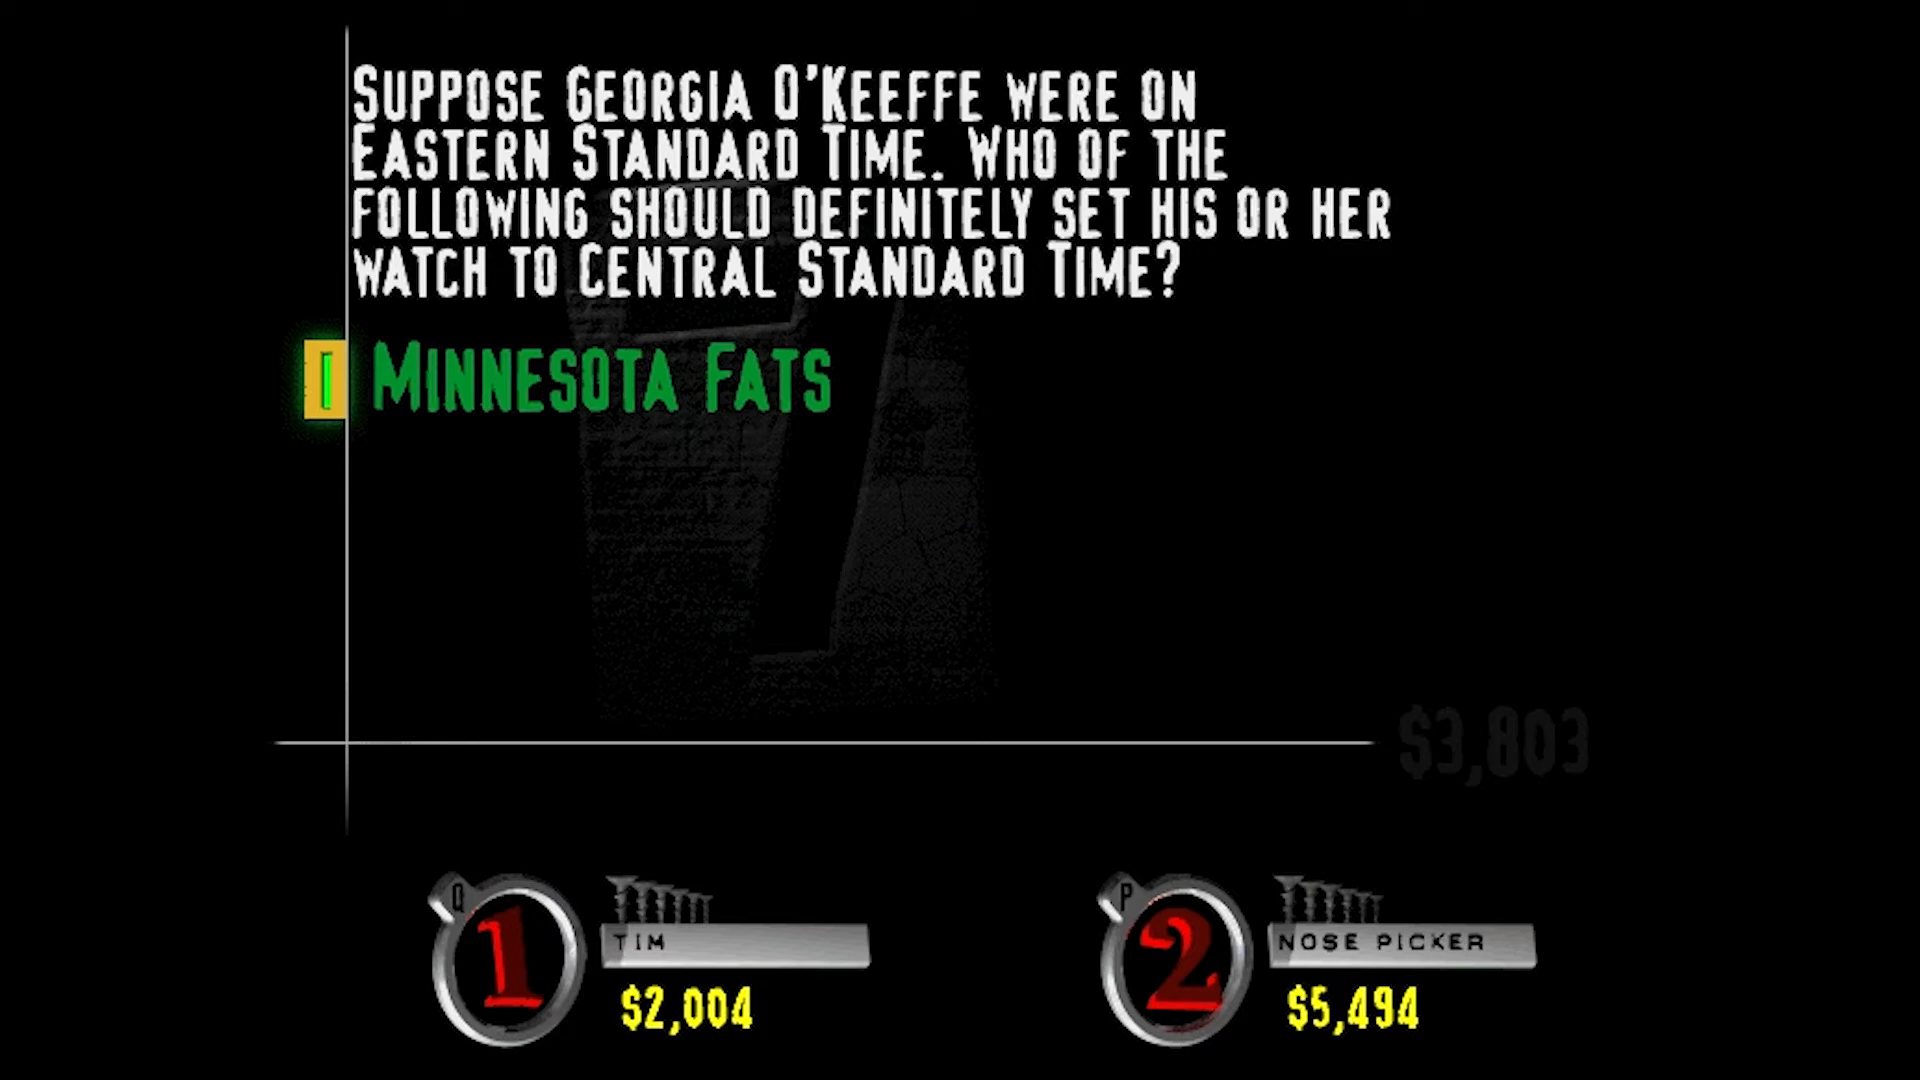 SUPPOSE GEORGIA O'KEEFFE WERE ON
EASTERN STANDARD TIME. WHO OF THE
FOLLOWING SHOULD DEFINITELY SET HIS OR HER
WATCH TO CENTRAL STANDARD TIME?
1 MINNESOTA FATS
$3,803
Q 1 TIM
$2,004
P 2 NOSE PICKER
$5,494